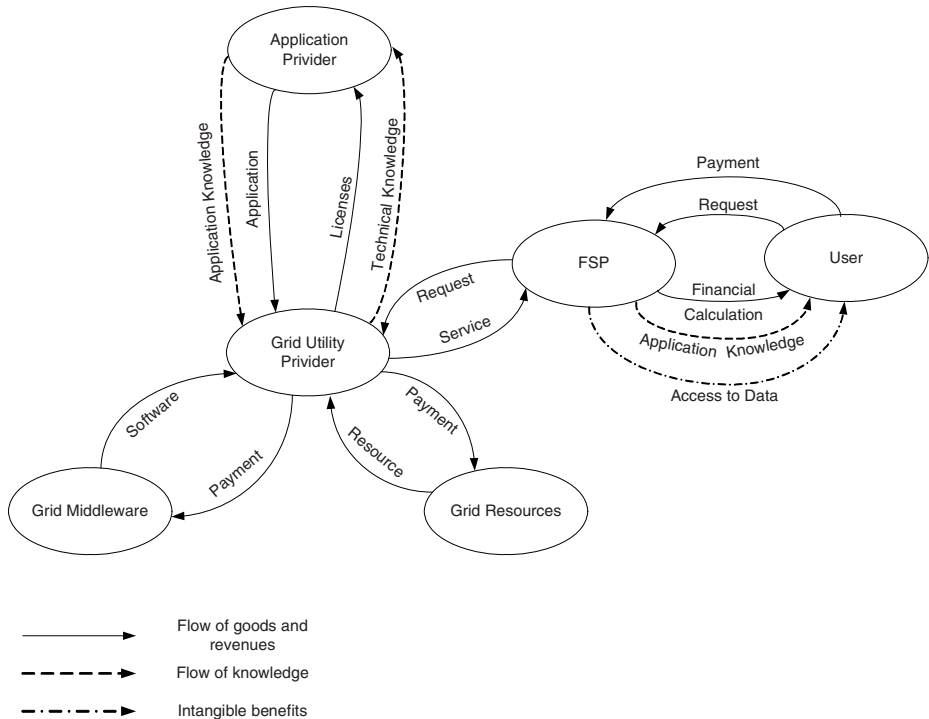 Application
Provider
Application Knowledge
Application
Licenses
Technical Knowledge
Payment
Request
FSP
User
Financial
Calculation
Application Knowledge
Access to Data
Request
Service
Grid Utility
Provider
Software
Payment
Payment
Resource
Grid Middleware
Grid Resources
Flow of goods and
revenues
Flow of knowledge
Intangible benefits